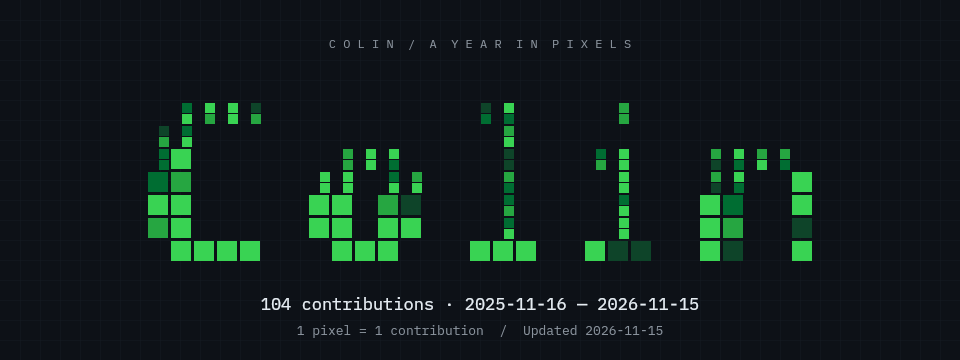 COLIN / A YEAR IN PIXELS
Colin
104 contributions · 2025-11-16 — 2026-11-15
1 pixel = 1 contribution / Updated 2026-11-15